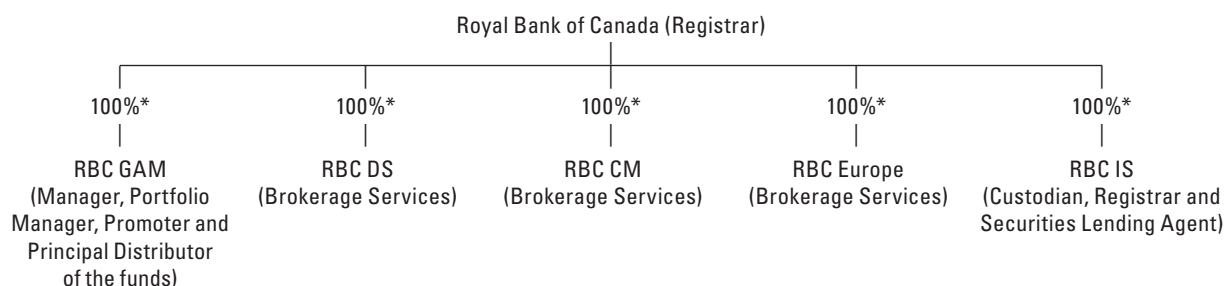 Royal Bank of Canada (Registrar)
100%* 100%* 100%* 100%* 100%*
RBC GAM
(Manager, Portfolio
Manager, Promoter and
Principal Distributor
of the funds)
RBC DS
(Brokerage Services)
RBC CM
(Brokerage Services)
RBC Europe
(Brokerage Services)
RBC IS
(Custodian, Registrar and
Securities Lending Agent)